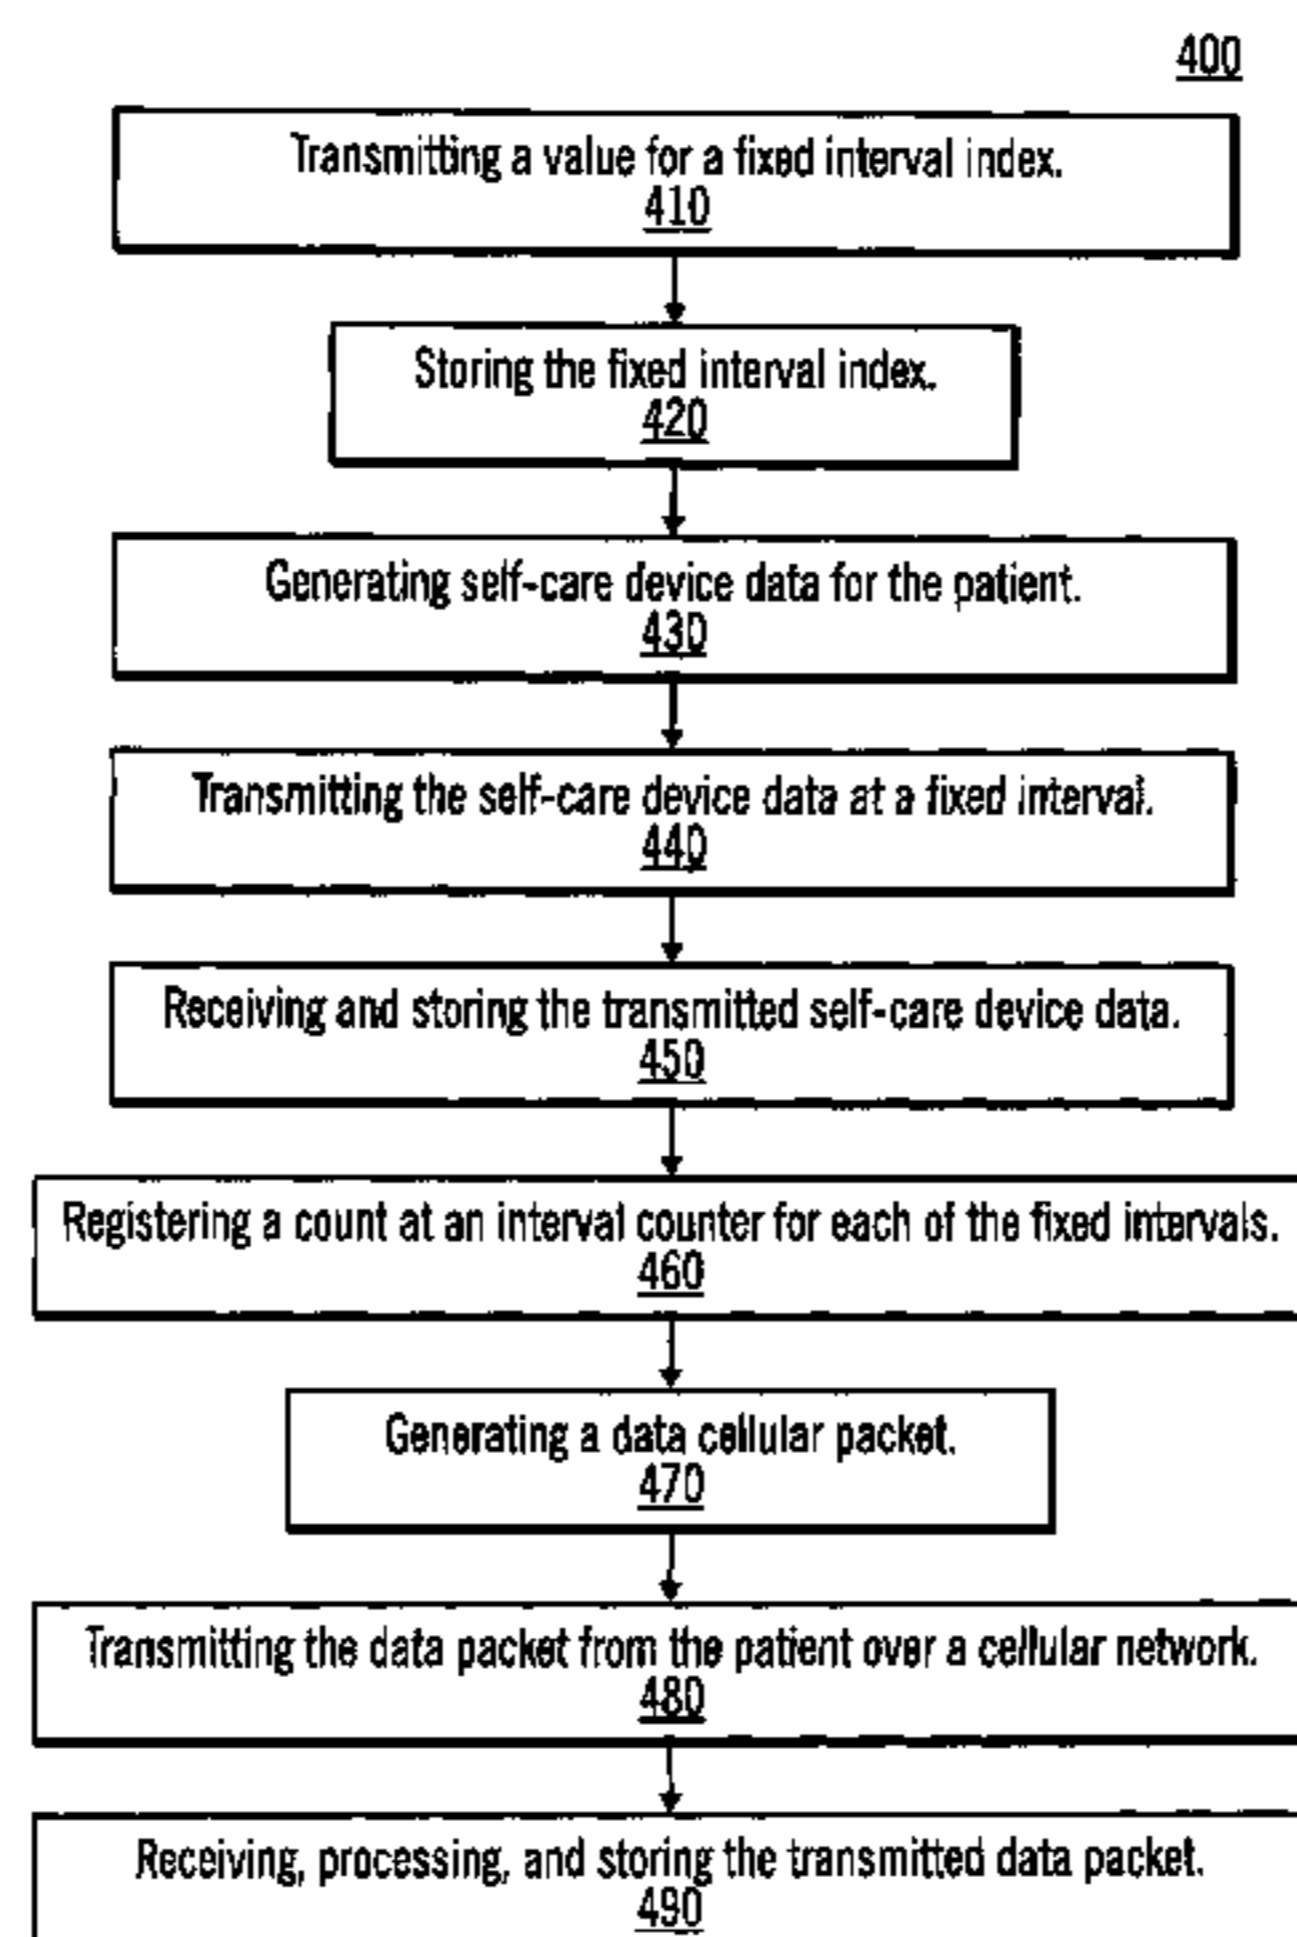 400
Transmitting a value for a fixed interval index.
410
Storing the fixed interval index.
420
Generating self-care device data for the patient.
430
Transmitting the self-care device data at a fixed interval.
440
Receiving and storing the transmitted self-care device data.
450
Registering a count at an interval counter for each of the fixed intervals.
460
Generating a data cellular packet.
470
Transmitting the data packet from the patient over a cellular network.
480
Receiving, processing, and storing the transmitted data packet.
490